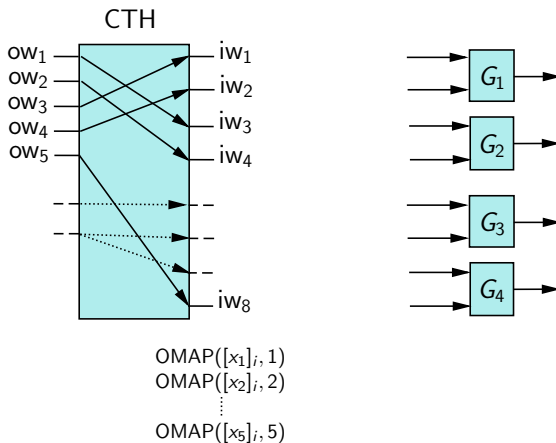 CTH
ow₁
ow₂
ow₃
ow₄
ow₅
iw₁
iw₂
iw₃
iw₄
iw₈
G₁
G₂
G₃
G₄
OMAP([x₁]ᵢ, 1)
OMAP([x₂]ᵢ, 2)
OMAP([x₅]ᵢ, 5)